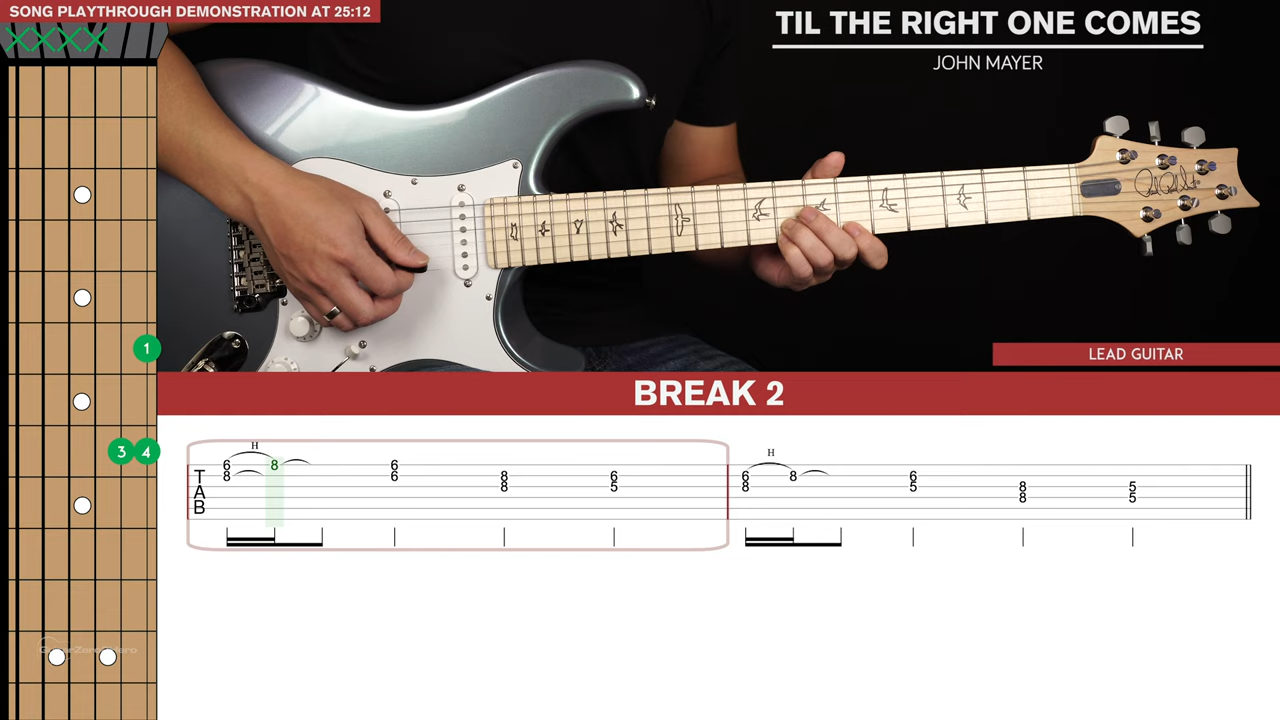 SONG PLAYTHROUGH DEMONSTRATION AT 25:12
TIL THE RIGHT ONE COMES
JOHN MAYER
XXXX
1
3 4
LEAD GUITAR
BREAK 2
H
H
6 8 6
8 6 8 6 6 8 6
8 5 8 5 8 5
8 5
T
A
B
GuitarZero2Hero